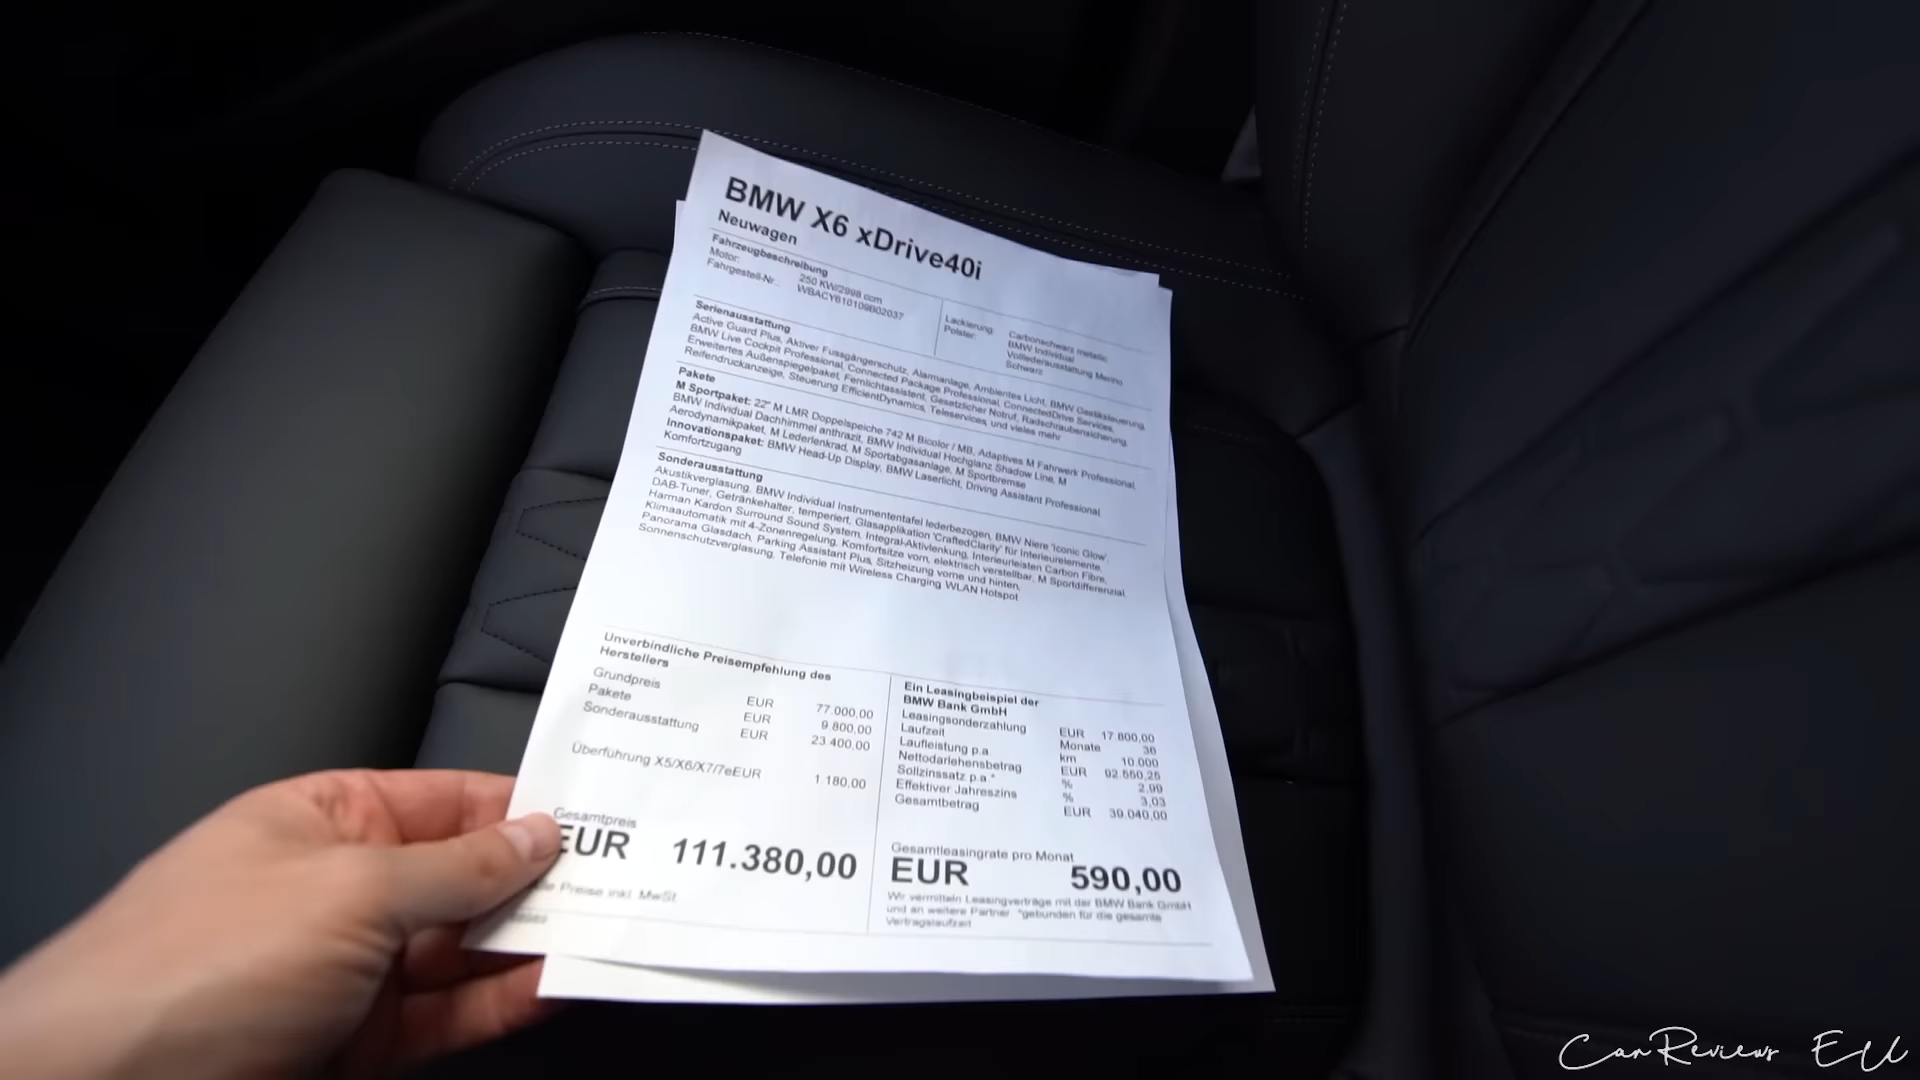 BMW X6 xDrive40i
Neuwagen
Fahrzeugbeschreibung
Motor: 250 KW/2998 ccm
Fahrgestell-Nr.: WBACY610109B02037
Lackierung: Carbonschwarz metallic
Polster: BMW Individual
Volllederausstattung Merino
Schwarz
Serienausstattung
Active Guard Plus, Aktiver Fussgängerschutz, Alarmanlage, Ambientes Licht, BMW Gestiksteuerung,
BMW Live Cockpit Professional, Connected Package Professional, ConnectedDrive Services,
Erweitertes Außenspiegelpaket, Fernlichtassistent, Gesetzlicher Notruf, Radschraubensicherung,
Reifendruckanzeige, Steuerung EfficientDynamics, Teleservices, und vieles mehr
Pakete
M Sportpaket: 22" M LMR Doppelspeiche 742 M Bicolor / MB, Adaptives M Fahrwerk Professional,
BMW Individual Dachhimmel anthrazit, BMW Individual Hochglanz Shadow Line, M
Aerodynamikpaket, M Lederlenkrad, M Sportabgasanlage, M Sportbremse
Innovationspaket: BMW Head-Up Display, BMW Laserlicht, Driving Assistant Professional,
Komfortzugang
Sonderausstattung
Akustikverglasung, BMW Individual Instrumententafel lederbezogen, BMW Niere 'Iconic Glow',
DAB-Tuner, Getränkehalter, temperiert, Glasapplikation 'CraftedClarity' für Interieurelemente,
Harman Kardon Surround Sound System, Integral-Aktivlenkung, Interieurleisten Carbon Fibre,
Klimaautomatik mit 4-Zonenregelung, Komfortsitze vorn, elektrisch verstellbar, M Sportdifferenzial,
Panorama Glasdach, Parking Assistant Plus, Sitzheizung vorne und hinten,
Sonnenschutzverglasung, Telefonie mit Wireless Charging, WLAN Hotspot
Unverbindliche Preisempfehlung des
Herstellers
Grundpreis EUR 77.000,00
Pakete EUR 9.800,00
Sonderausstattung EUR 23.400,00
Überführung X5/X6/X7/7eEUR 1.180,00
Gesamtpreis
EUR 111.380,00
Alle Preise inkl. MwSt.
Ein Leasingbeispiel der
BMW Bank GmbH
Leasingsonderzahlung EUR 17.800,00
Laufzeit Monate 36
Laufleistung p.a km 10.000
Nettodarlehensbetrag EUR 92.550,25
Sollzinssatz p.a.* % 2,99
Effektiver Jahreszins % 3,03
Gesamtbetrag EUR 39.040,00
Gesamtleasingrate pro Monat
EUR 590,00
Wir vermitteln Leasingverträge mit der BMW Bank GmbH
und an weitere Partner. *gebunden für die gesamte
Vertragslaufzeit
CarReviews EU